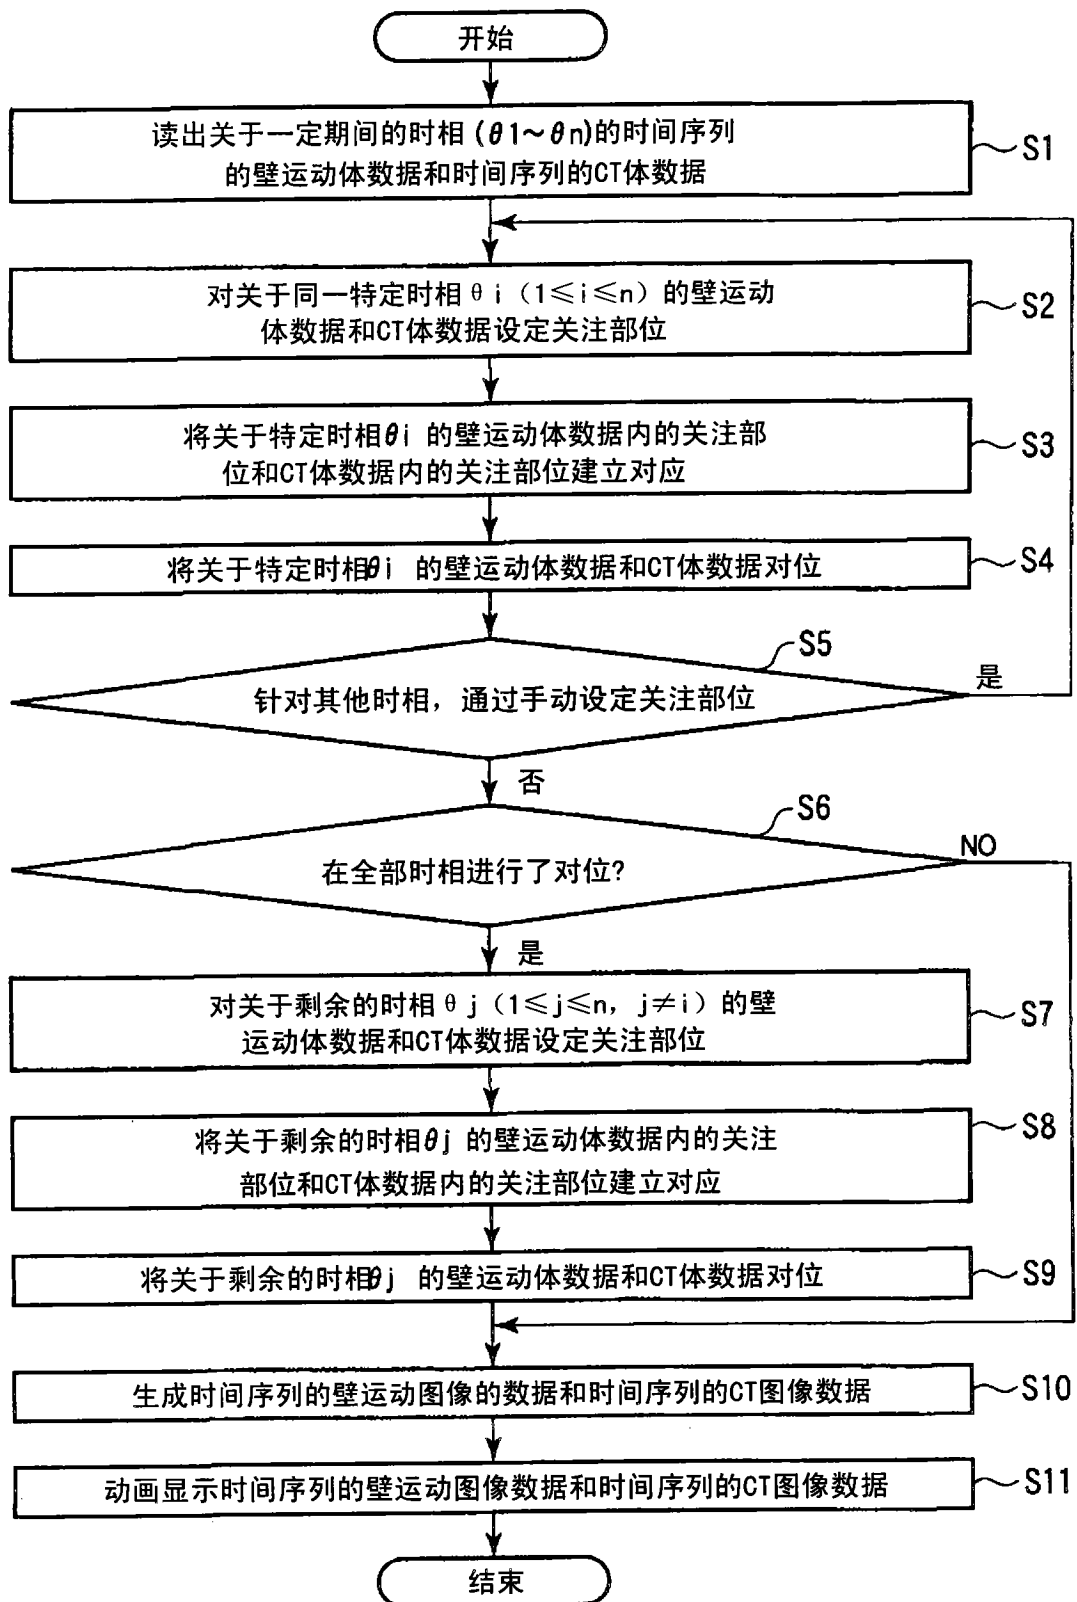 开始
读出关于一定期间的时相 (θ1~θn)的时间序列
的壁运动体数据和时间序列的CT体数据
S1
对关于同一特定时相 θi (1≤i≤n) 的壁运动
体数据和CT体数据设定关注部位
S2
将关于特定时相θi 的壁运动体数据内的关注部
位和CT体数据内的关注部位建立对应
S3
将关于特定时相θi 的壁运动体数据和CT体数据对位
S4
S5
针对其他时相，通过手动设定关注部位
是
否
S6
在全部时相进行了对位?
NO
是
对关于剩余的时相 θj (1≤j≤n, j≠i) 的壁
运动体数据和CT体数据设定关注部位
S7
将关于剩余的时相θj 的壁运动体数据内的关注
部位和CT体数据内的关注部位建立对应
S8
将关于剩余的时相θj 的壁运动体数据和CT体数据对位
S9
生成时间序列的壁运动图像的数据和时间序列的CT图像数据
S10
动画显示时间序列的壁运动图像数据和时间序列的CT图像数据
S11
结束